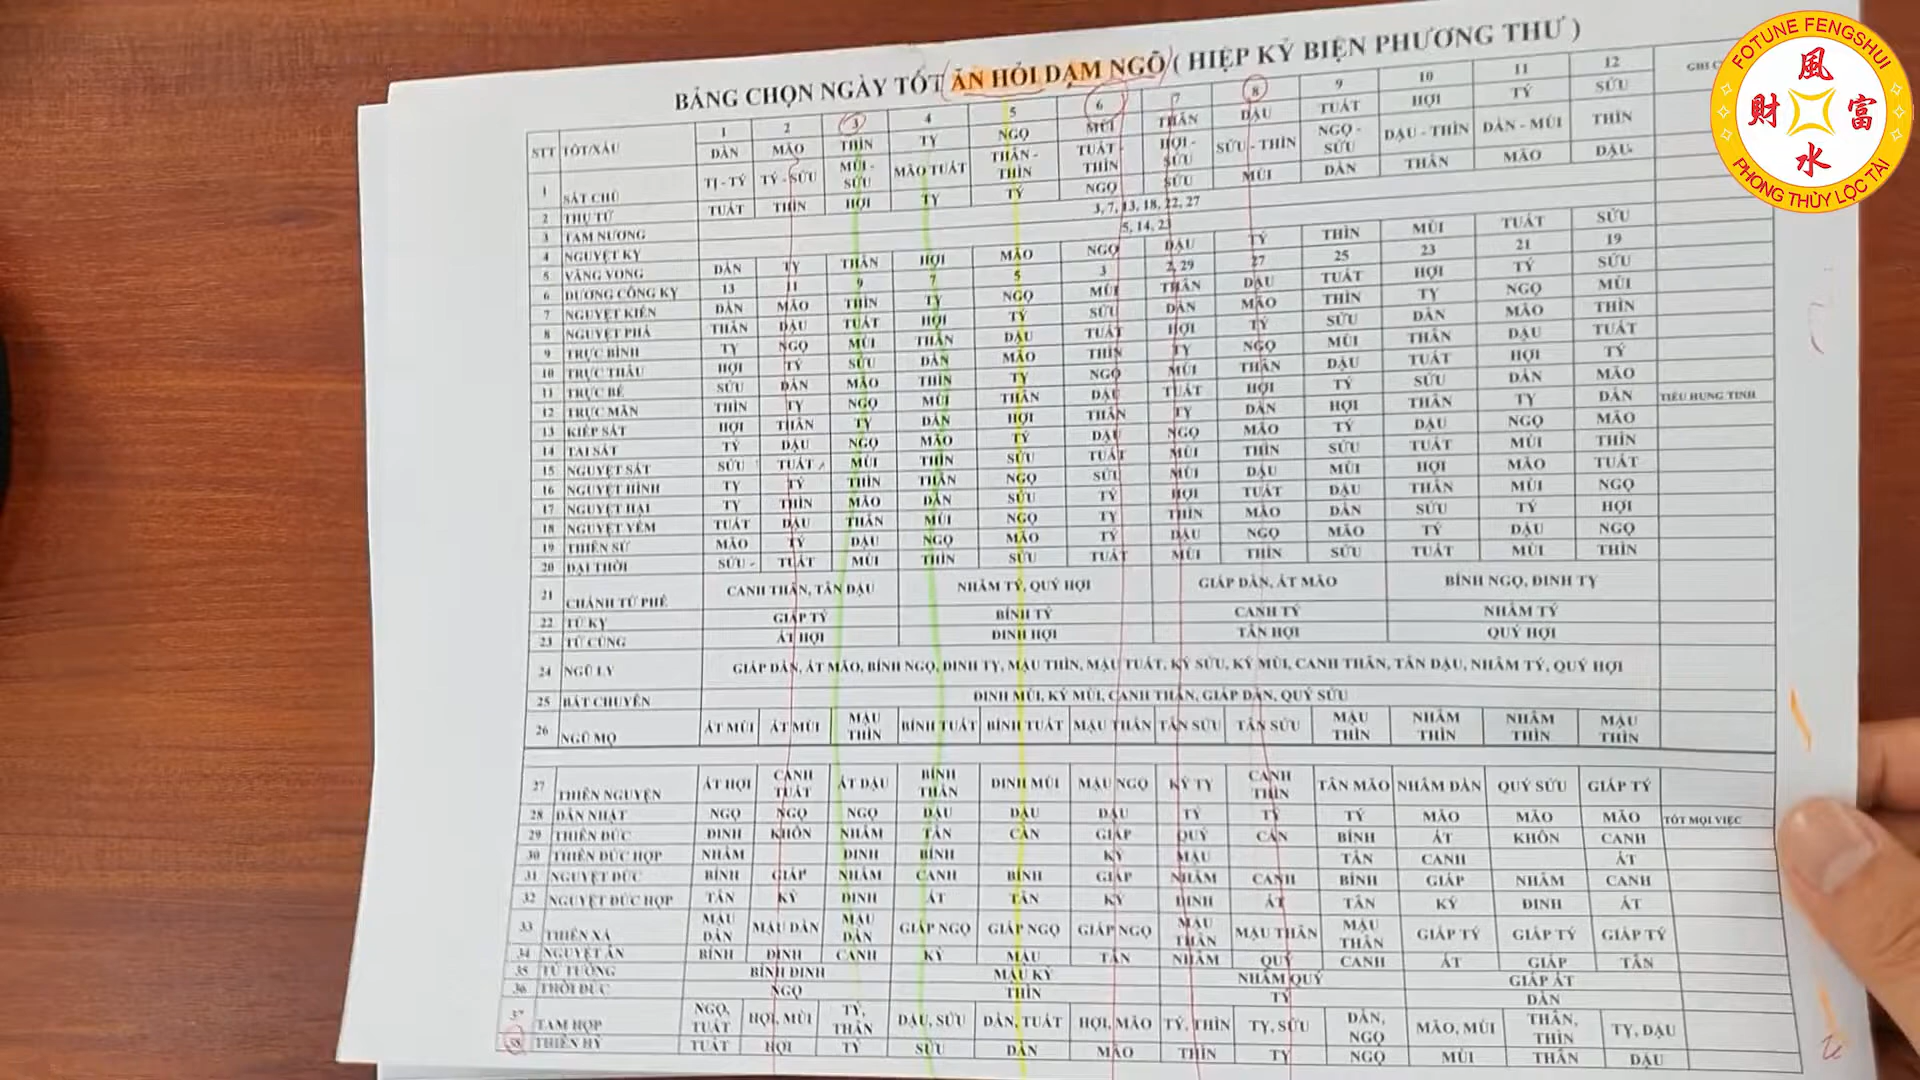 BẢNG CHỌN NGÀY TỐT ĂN HỎI DẠM NGÕ ( HIỆP KỶ BIỆN PHƯƠNG THƯ )
FOTUNE FENGSHUI
風
財 富
水
PHONG THỦY LỘC TÀI
STT TỐT/XẤU 1 2 3 4 5 6 7 8 9 10 11 12
DẦN MÃO THÌN TỴ NGỌ MÙI THÂN DẬU TUẤT HỢI TÝ SỬU
1 SÁT CHỦ TỊ - TÝ TÝ - SỬU MÙI - SỬU MÃO TUẤT THÂN - THÌN TUẤT - THÌN HỢI - SỬU SỬU - THÌN NGỌ - SỬU DẬU - THÌN DẦN - MÙI THÌN
2 THỤ TỬ TUẤT THÌN HỢI TỴ TÝ NGỌ SỬU MÙI DẦN THÂN MÃO DẬU
3 TAM NƯƠNG 3, 7, 13, 18, 22, 27
4 NGUYỆT KỴ 5, 14, 23
5 VÃNG VONG DẦN TỴ THÂN HỢI MÃO NGỌ DẬU TÝ THÌN MÙI TUẤT SỬU
6 DƯƠNG CÔNG KỴ 13 11 9 7 5 3 2, 29 27 25 23 21 19
7 NGUYỆT KIẾN DẦN MÃO THÌN TỴ NGỌ MÙI THÂN DẬU TUẤT HỢI TÝ SỬU
8 NGUYỆT PHÁ THÂN DẬU TUẤT HỢI TÝ SỬU DẦN MÃO THÌN TỴ NGỌ MÙI
9 TRỰC BÌNH TỴ NGỌ MÙI THÂN DẬU TUẤT HỢI TÝ SỬU DẦN MÃO THÌN
10 TRỰC THÂU HỢI TÝ SỬU DẦN MÃO THÌN TỴ NGỌ MÙI THÂN DẬU TUẤT
11 TRỰC BẾ SỬU DẦN MÃO THÌN TỴ NGỌ MÙI THÂN DẬU TUẤT HỢI TÝ
12 TRỰC MÃN THÌN TỴ NGỌ MÙI THÂN DẬU TUẤT HỢI TÝ SỬU DẦN MÃO
13 KIẾP SÁT HỢI THÂN TỴ DẦN HỢI THÂN TỴ DẦN HỢI THÂN TỴ DẦN TIỂU HUNG TINH
14 TAI SÁT TÝ DẬU NGỌ MÃO TÝ DẬU NGỌ MÃO TÝ DẬU NGỌ MÃO
15 NGUYỆT SÁT SỬU TUẤT MÙI THÌN SỬU TUẤT MÙI THÌN SỬU TUẤT MÙI THÌN
16 NGUYỆT HÌNH TỴ TÝ THÌN THÂN NGỌ SỬU MÙI DẬU MÙI HỢI MÃO TUẤT
17 NGUYỆT HẠI TỴ THÌN MÃO DẦN SỬU TÝ HỢI TUẤT DẬU THÂN MÙI NGỌ
18 NGUYỆT YẾM TUẤT DẬU THÂN MÙI NGỌ TỴ THÌN MÃO DẦN SỬU TÝ HỢI
19 THIÊN SỨ MÃO TÝ DẬU NGỌ MÃO TÝ DẬU NGỌ MÃO TÝ DẬU NGỌ
20 ĐẠI THỜI SỬU TUẤT MÙI THÌN SỬU TUẤT MÙI THÌN SỬU TUẤT MÙI THÌN
21 CHÁNH TỨ PHẾ CANH THÂN, TÂN DẬU NHÂM TÝ, QUÝ HỢI GIÁP DẦN, ẤT MÃO BÍNH NGỌ, ĐINH TỴ
22 TỨ KỴ GIÁP TÝ BÍNH TÝ CANH TÝ NHÂM TÝ
23 TỨ CÙNG ẤT HỢI ĐINH HỢI TÂN HỢI QUÝ HỢI
24 NGŨ LY GIÁP DẦN, ẤT MÃO, BÍNH NGỌ, ĐINH TỴ, MẬU THÌN, MẬU TUẤT, KỶ SỬU, KỶ MÙI, CANH THÂN, TÂN DẬU, NHÂM TÝ, QUÝ HỢI
25 BÁT CHUYÊN ĐINH MÙI, KỶ MÙI, CANH THÂN, GIÁP DẦN, QUÝ SỬU
26 NGŨ MỘ ẤT MÙI ẤT MÙI MẬU THÌN BÍNH TUẤT BÍNH TUẤT MẬU THÂN TÂN SỬU TÂN SỬU MẬU THÌN NHÂM THÌN NHÂM THÌN MẬU THÌN
27 THIÊN NGUYỆN ẤT HỢI CANH TUẤT ẤT DẬU BÍNH THÂN ĐINH MÙI MẬU NGỌ KỶ TỴ CANH THÌN TÂN MÃO NHÂM DẦN QUÝ SỬU GIÁP TÝ
28 DÂN NHẬT NGỌ NGỌ NGỌ DẬU DẬU DẬU TÝ TÝ TÝ MÃO MÃO MÃO TỐT MỌI VIỆC
29 THIÊN ĐỨC ĐINH KHÔN NHÂM TÂN CÀN GIÁP QUÝ CẤN BÍNH ẤT KHÔN CANH
30 THIÊN ĐỨC HỢP NHÂM ĐINH BÍNH KỶ MẬU TÂN CANH ẤT
31 NGUYỆT ĐỨC BÍNH GIÁP NHÂM CANH BÍNH GIÁP NHÂM CANH BÍNH GIÁP NHÂM CANH
32 NGUYỆT ĐỨC HỢP TÂN KỶ ĐINH ẤT TÂN KỶ ĐINH ẤT TÂN KỶ ĐINH ẤT
33 THIÊN XÁ MẬU DẦN MẬU DẦN MẬU DẦN GIÁP NGỌ GIÁP NGỌ GIÁP NGỌ MẬU THÂN MẬU THÂN MẬU THÂN GIÁP TÝ GIÁP TÝ GIÁP TÝ
34 NGUYỆT ÂN BÍNH ĐINH CANH KỶ MẬU TÂN NHÂM QUÝ CANH ẤT GIÁP TÂN
35 TỨ TƯỚNG BÍNH ĐINH MẬU KỶ NHÂM QUÝ GIÁP ẤT
36 THỜI ĐỨC NGỌ THÌN TÝ DẦN
37 TAM HỢP NGỌ, TUẤT HỢI, MÙI TÝ, THÂN DẬU, SỬU DẦN, TUẤT HỢI, MÃO TÝ, THÌN TỴ, SỬU DẦN, NGỌ MÃO, MÙI THÂN, THÌN TỴ, DẬU
38 THIÊN HỶ TUẤT HỢI TÝ SỬU DẦN MÃO THÌN TỴ NGỌ MÙI THÂN DẬU